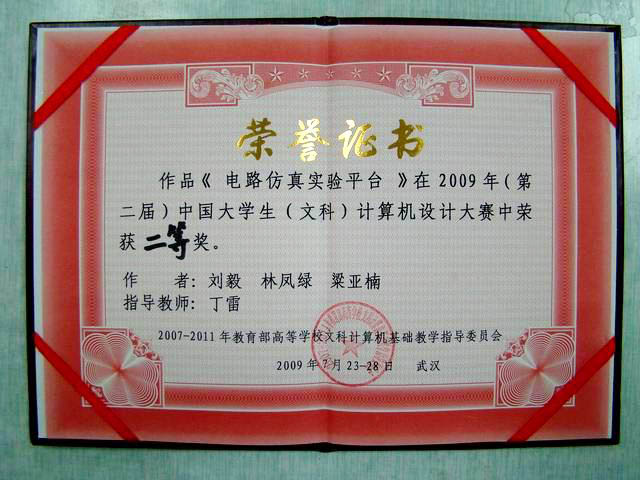 荣誉证书
作品《 电路仿真实验平台 》在 2009 年(第
二届)中国大学生(文科)计算机设计大赛中荣
获 二等 奖。
作 者: 刘毅 林凤绿 梁亚楠
指导教师: 丁雷
2007-2011 年教育部高等学校文科计算机基础教学指导委员会
2009 年 7 月 23-28 日 武汉